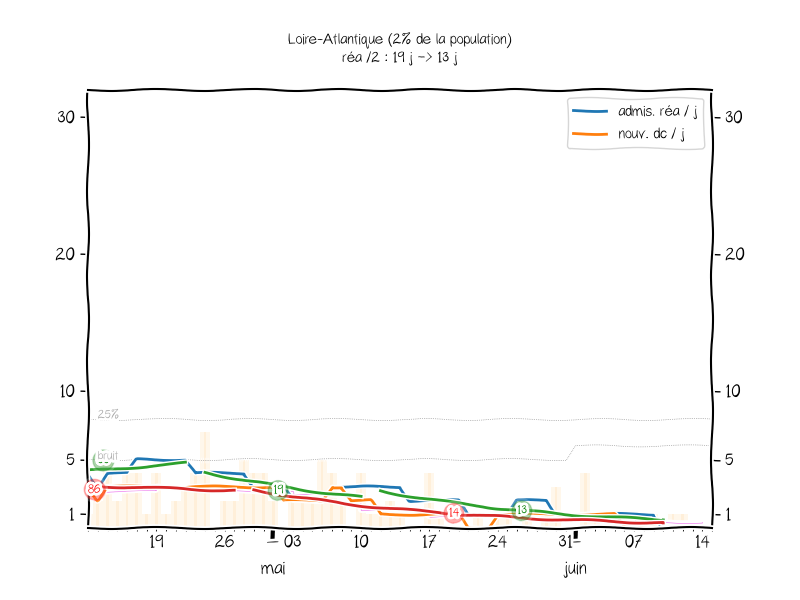 Loire-Atlantique (2% de la population)
réa /2 : 19 j -> 13 j
admis. réa / j
nouv. dc / j
30 30
20 20
10 10
25%
bruit
5 5
86 19 14 13
1 1
19 26 03 10 17 24 31 07 14
mai juin